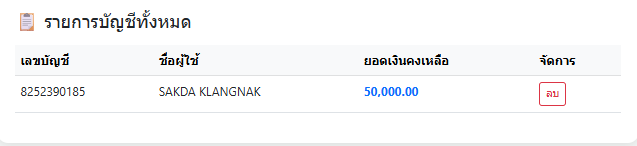 รายการบัญชีทั้งหมด
เลขบัญชี ชื่อผู้ใช้ ยอดเงินคงเหลือ จัดการ
8252390185 SAKDA KLANGNAK 50,000.00 ลบ